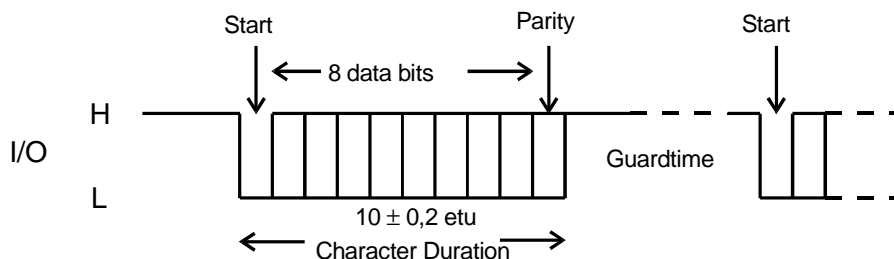 Start Parity Start
8 data bits
H
I/O
Guardtime
L
10 ± 0,2 etu
Character Duration